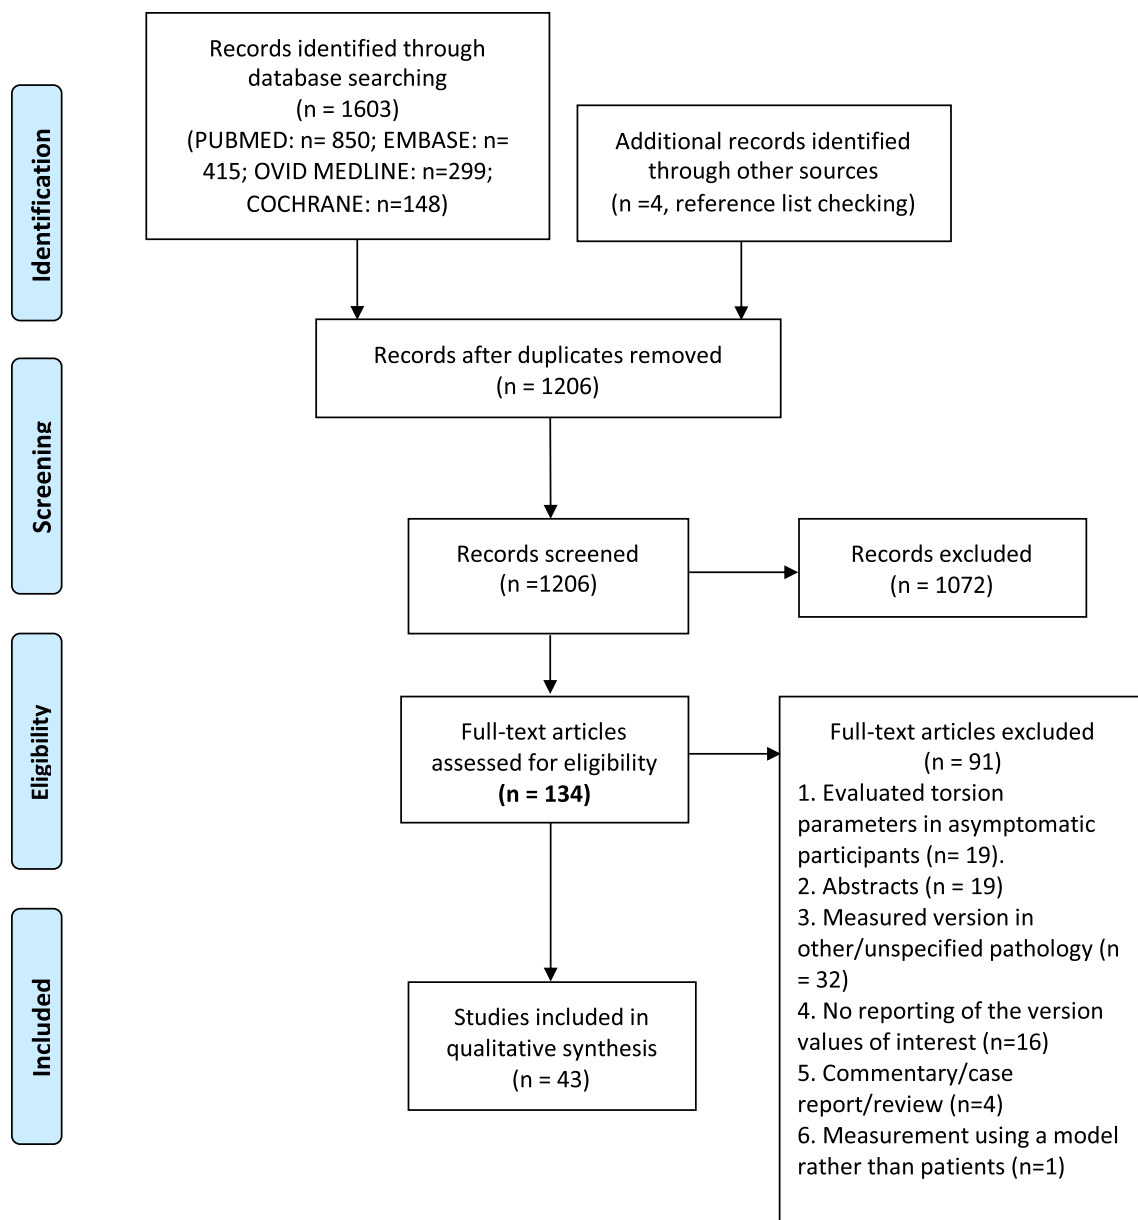 Records identified through
database searching
(n = 1603)
(PUBMED: n= 850; EMBASE: n=
415; OVID MEDLINE: n=299;
COCHRANE: n=148)
Additional records identified
through other sources
(n =4, reference list checking)
Identification
Records after duplicates removed
(n = 1206)
Screening
Records screened
(n =1206)
Records excluded
(n = 1072)
Eligibility
Full-text articles
assessed for eligibility
(n = 134)
Full-text articles excluded
(n = 91)
1. Evaluated torsion
parameters in asymptomatic
participants (n= 19).
2. Abstracts (n = 19)
3. Measured version in
other/unspecified pathology (n
= 32)
4. No reporting of the version
values of interest (n=16)
5. Commentary/case
report/review (n=4)
6. Measurement using a model
rather than patients (n=1)
Included
Studies included in
qualitative synthesis
(n = 43)